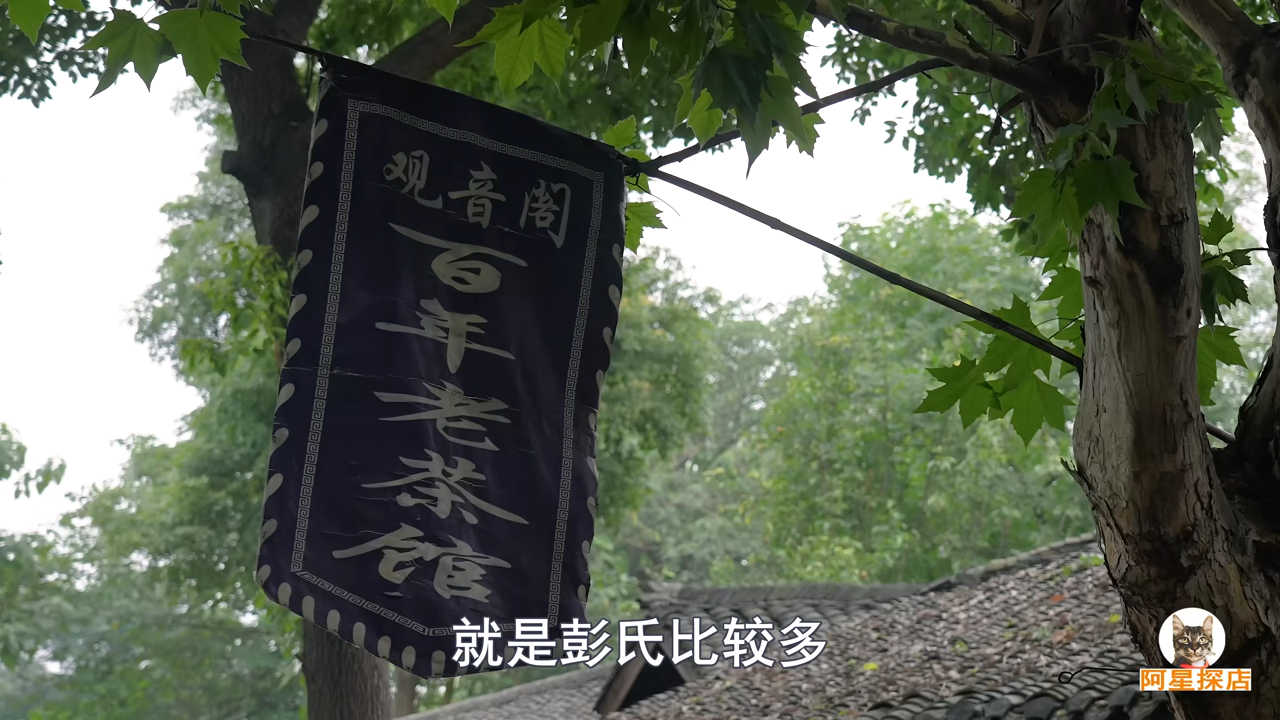 观音阁
百年老茶馆
就是彭氏比较多
阿星探店